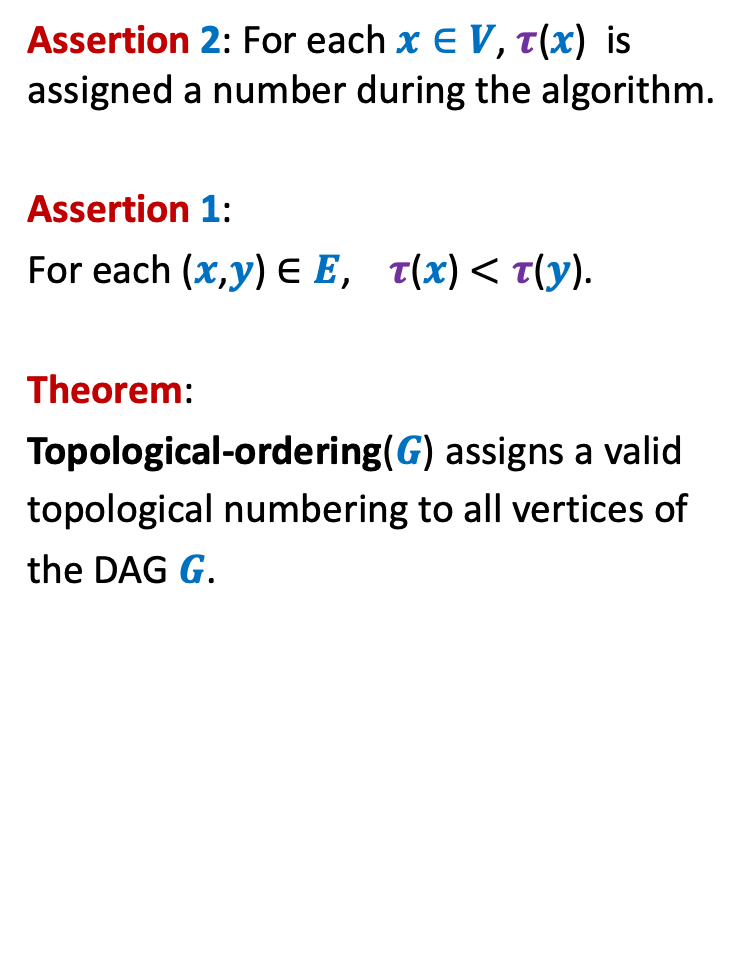 Assertion 2: For each x ∈ V, τ(x) is
assigned a number during the algorithm.
Assertion 1:
For each (x,y) ∈ E, τ(x) < τ(y).
Theorem:
Topological-ordering(G) assigns a valid
topological numbering to all vertices of
the DAG G.